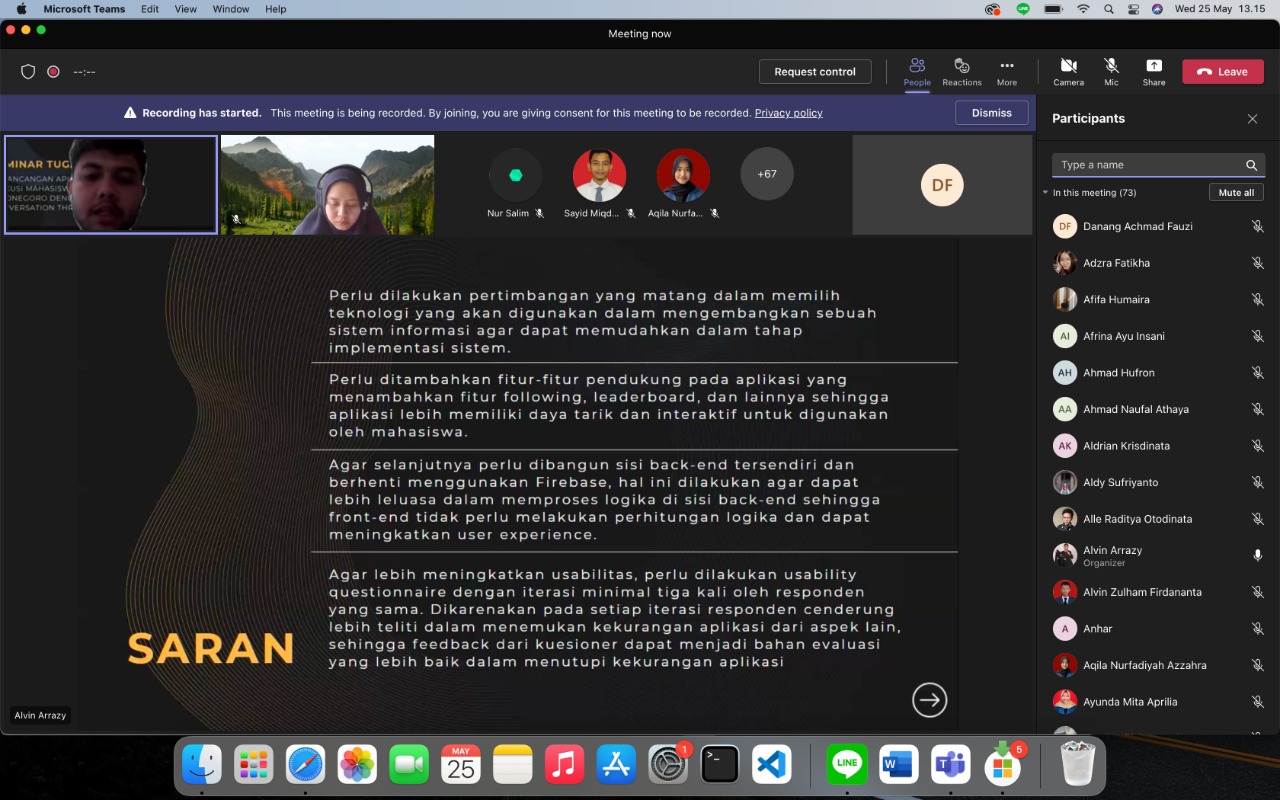 Microsoft Teams Edit View Window Help
Wed 25 May 13.15
Meeting now
--:--
Request control
People
Reactions
More
Camera
Mic
Share
Leave
Recording has started. This meeting is being recorded. By joining, you are giving consent for this meeting to be recorded. Privacy policy
Dismiss
MINAR TUG
ANCANGAN AP
KUSI MAHASISW
ONEGORO DEN
VERSATION THR
Nur Salim
Sayid Miqd...
Aqila Nurfa...
+67
DF
Perlu dilakukan pertimbangan yang matang dalam memilih
teknologi yang akan digunakan dalam mengembangkan sebuah
sistem informasi agar dapat memudahkan dalam tahap
implementasi sistem.
Perlu ditambahkan fitur-fitur pendukung pada aplikasi yang
menambahkan fitur following, leaderboard, dan lainnya sehingga
aplikasi lebih memiliki daya tarik dan interaktif untuk digunakan
oleh mahasiswa.
Agar selanjutnya perlu dibangun sisi back-end tersendiri dan
berhenti menggunakan Firebase, hal ini dilakukan agar dapat
lebih leluasa dalam memproses logika di sisi back-end sehingga
front-end tidak perlu melakukan perhitungan logika dan dapat
meningkatkan user experience.
Agar lebih meningkatkan usabilitas, perlu dilakukan usability
questionnaire dengan iterasi minimal tiga kali oleh responden
yang sama. Dikarenakan pada setiap iterasi responden cenderung
lebih teliti dalam menemukan kekurangan aplikasi dari aspek lain,
sehingga feedback dari kuesioner dapat menjadi bahan evaluasi
yang lebih baik dalam menutupi kekurangan aplikasi
SARAN
Alvin Arrazy
Participants
Type a name
In this meeting (73)
Mute all
DF Danang Achmad Fauzi
Adzra Fatikha
Afifa Humaira
AI Afrina Ayu Insani
AH Ahmad Hufron
AA Ahmad Naufal Athaya
AK Aldrian Krisdinata
Aldy Sufriyanto
Alle Raditya Otodinata
Alvin Arrazy
Organizer
Alvin Zulham Firdananta
A Anhar
Aqila Nurfadiyah Azzahra
Ayunda Mita Aprilia
MAY
25
1
LINE
W
T
5